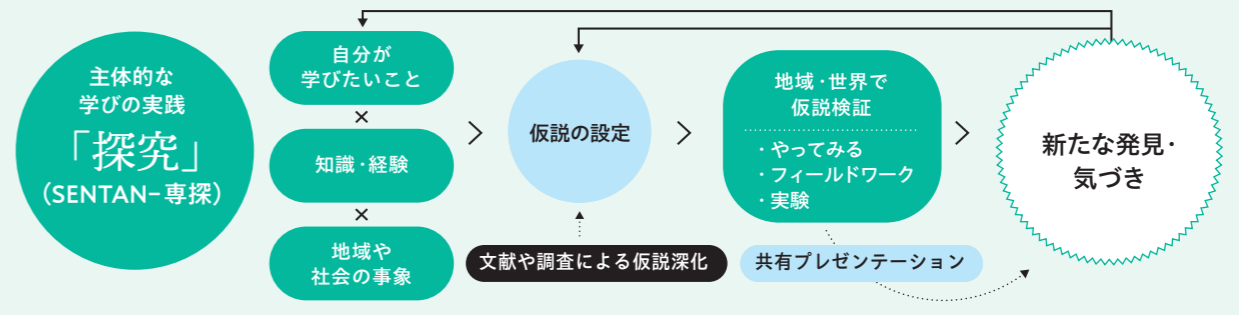 主体的な
学びの実践
「探究」
（SENTAN-専探）
自分が
学びたいこと
×
知識・経験
×
地域や
社会の事象
仮説の設定
文献や調査による仮説深化
地域・世界で
仮説検証
・やってみる
・フィールドワーク
・実験
共有プレゼンテーション
新たな発見・
気づき